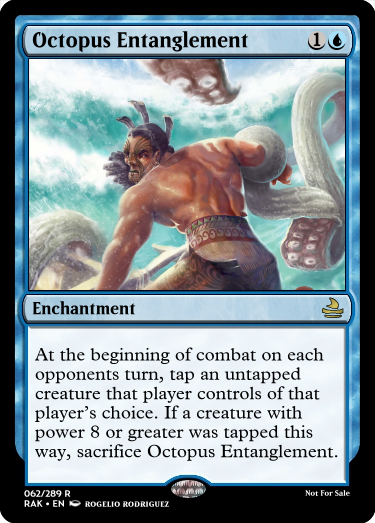 Octopus Entanglement 1
Enchantment
At the beginning of combat on each
opponents turn, tap an untapped
creature that player controls of that
player's choice. If a creature with
power 8 or greater was tapped this
way, sacrifice Octopus Entanglement.
062/289 R
Not For Sale
RAK • EN ROGELIO RODRIGUEZ